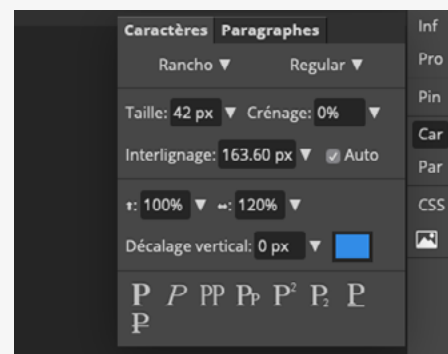 Caractères Paragraphes
Rancho ▼ Regular ▼
Taille: 42 px ▼ Crénage: 0% ▼
Interlignage: 163.60 px ▼ Auto
↕: 100% ▼ ↔: 120% ▼
Décalage vertical: 0 px ▼
P P PP Pp P² P₂ P
P
Inf
Pro
Pin
Car
Par
CSS